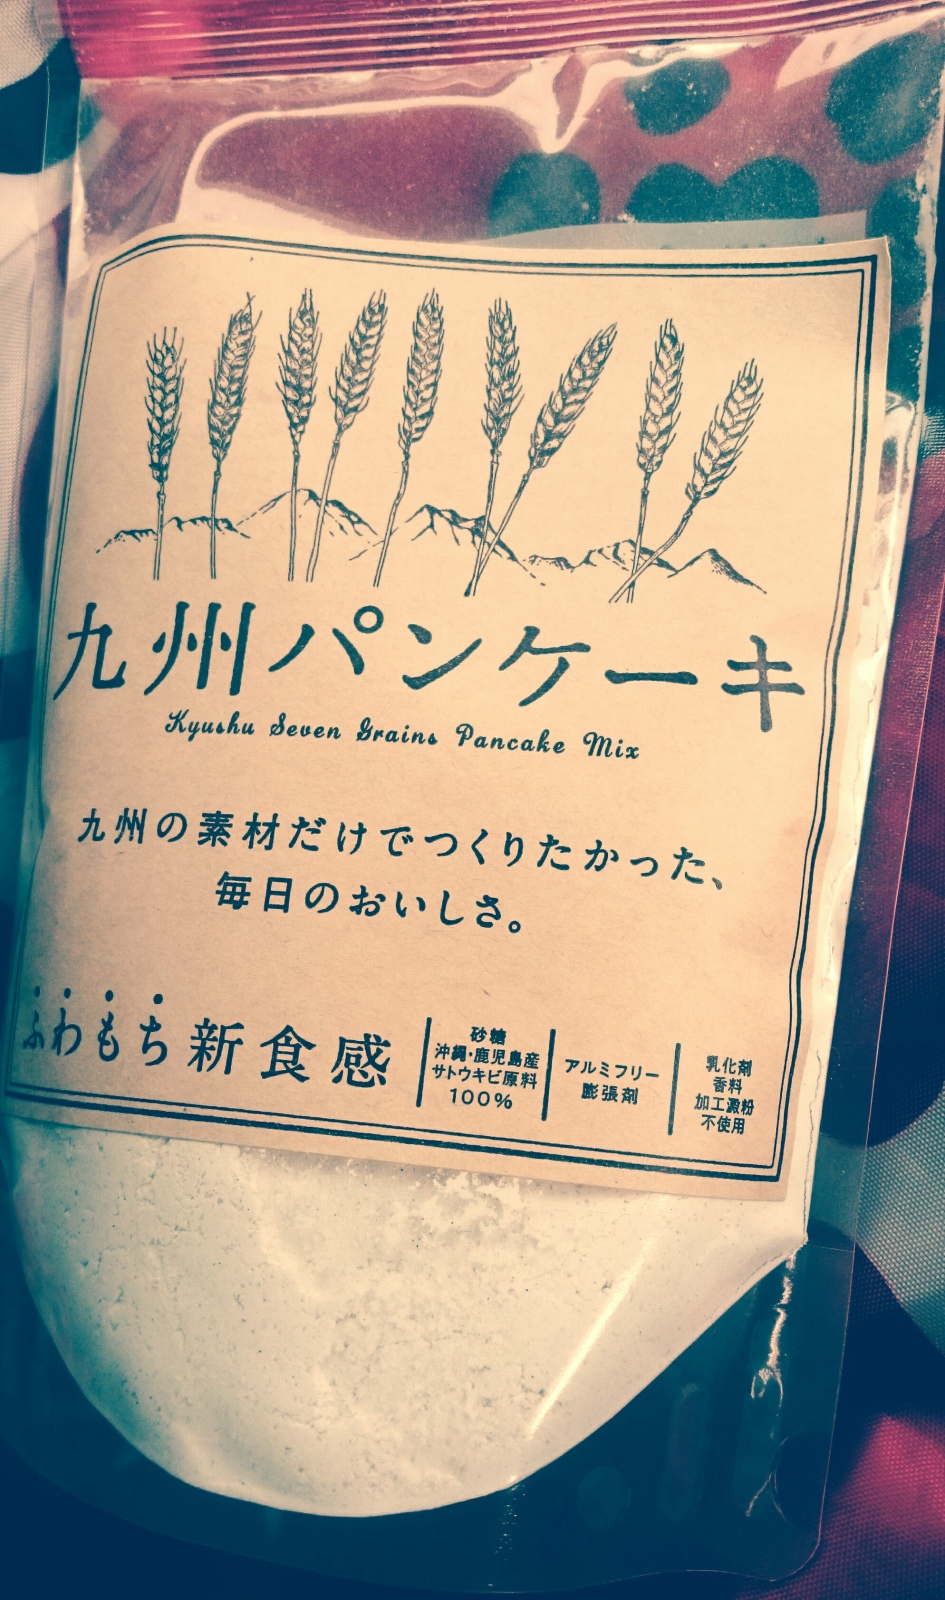 九州パンケーキ
Kyushu Seven Grains Pancake Mix
九州の素材だけでつくりたかった、
毎日のおいしさ。
ふわもち新食感
砂糖
沖縄・鹿児島産
サトウキビ原料
100%
アルミフリー
膨張剤
乳化剤
香料
加工澱粉
不使用